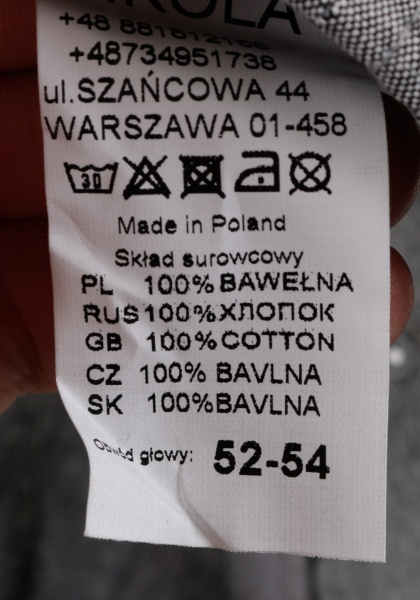 +48734951738
ul.SZAŃCOWA 44
WARSZAWA 01-458
30
Made in Poland
Skład surowcowy
PL 100% BAWEŁNA
RUS 100% ХЛОПОК
GB 100% COTTON
CZ 100% BAVLNA
SK 100% BAVLNA
Obwód głowy: 52-54